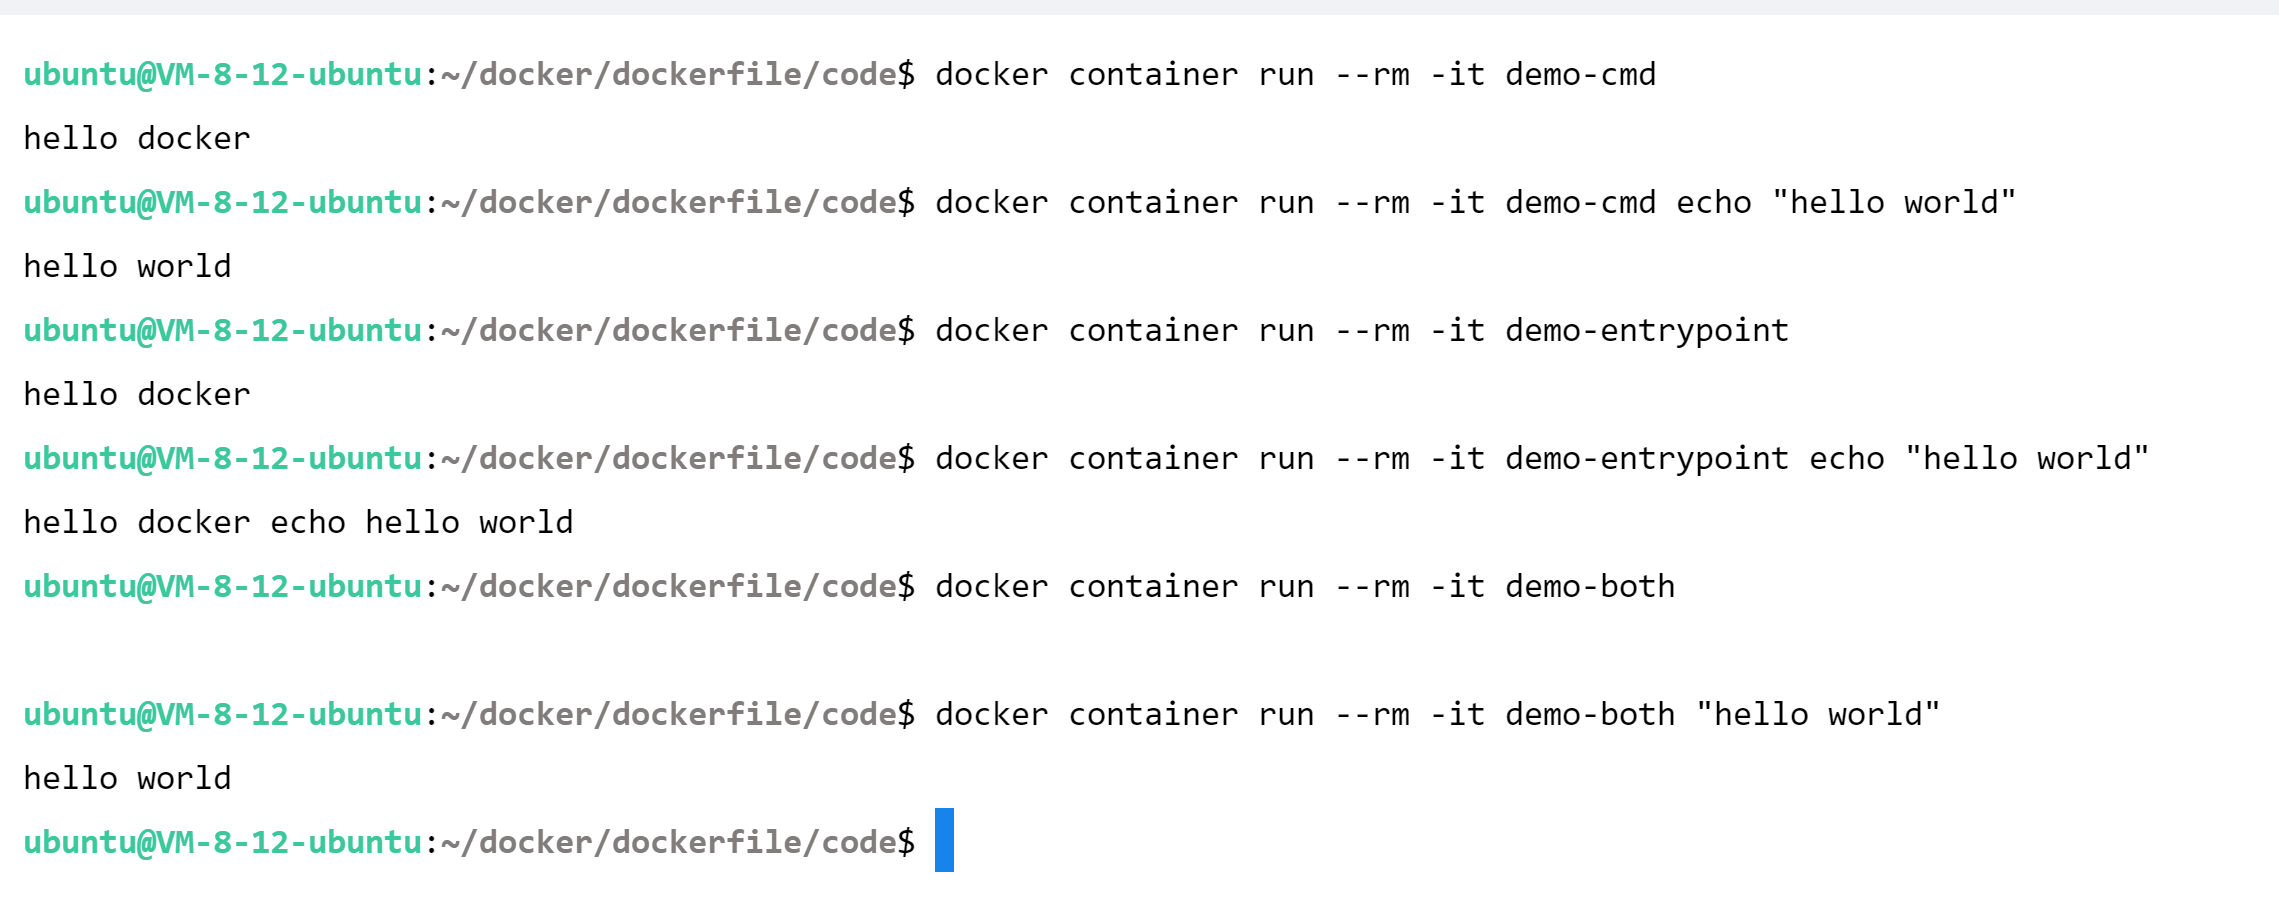 ubuntu@VM-8-12-ubuntu:~/docker/dockerfile/code$ docker container run --rm -it demo-cmd
hello docker
ubuntu@VM-8-12-ubuntu:~/docker/dockerfile/code$ docker container run --rm -it demo-cmd echo "hello world"
hello world
ubuntu@VM-8-12-ubuntu:~/docker/dockerfile/code$ docker container run --rm -it demo-entrypoint
hello docker
ubuntu@VM-8-12-ubuntu:~/docker/dockerfile/code$ docker container run --rm -it demo-entrypoint echo "hello world"
hello docker echo hello world
ubuntu@VM-8-12-ubuntu:~/docker/dockerfile/code$ docker container run --rm -it demo-both
ubuntu@VM-8-12-ubuntu:~/docker/dockerfile/code$ docker container run --rm -it demo-both "hello world"
hello world
ubuntu@VM-8-12-ubuntu:~/docker/dockerfile/code$